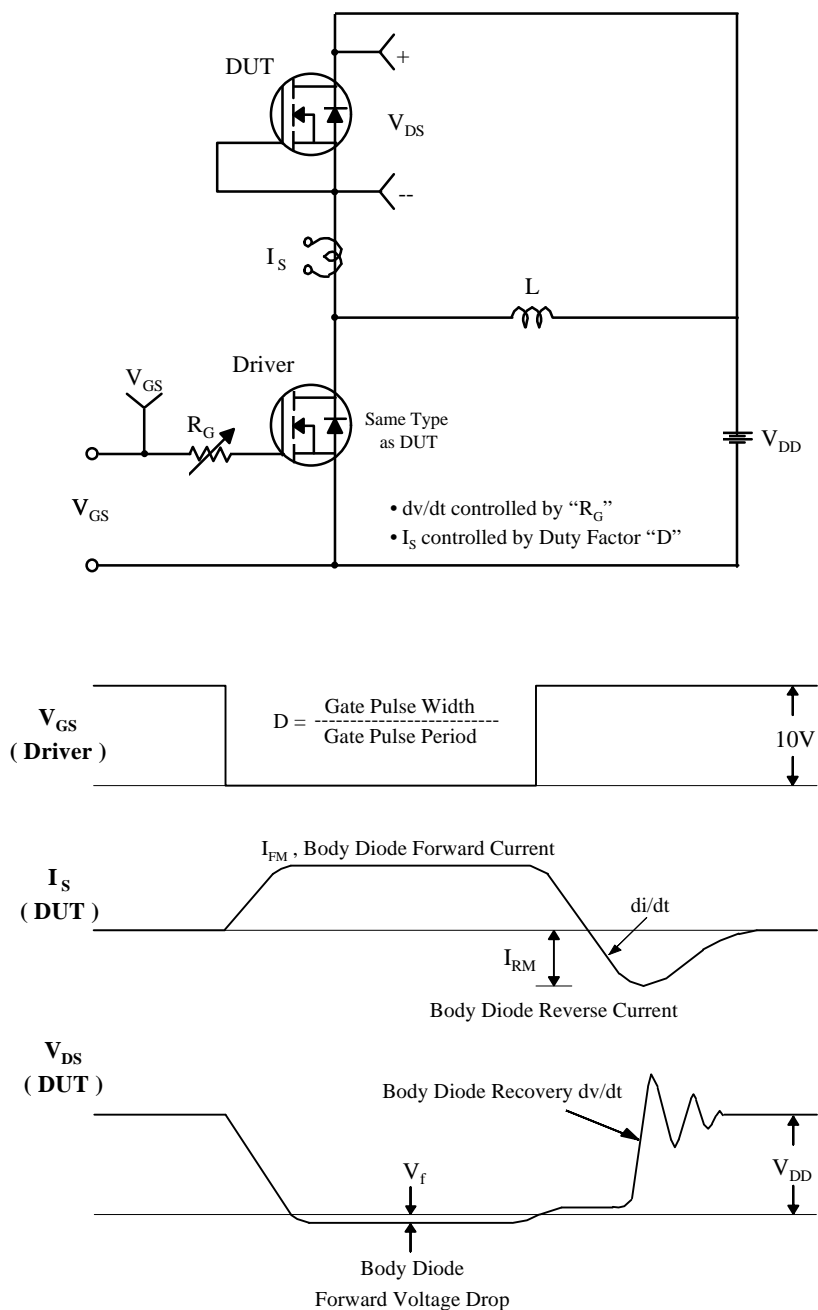 DUT
+
V_DS
--
I_S
L
Driver
V_GS
R_G
Same Type
as DUT
V_DD
V_GS
• dv/dt controlled by “R_G”
• I_S controlled by Duty Factor “D”
V_GS
( Driver )
D = Gate Pulse Width
--------------------------
Gate Pulse Period
10V
I_FM , Body Diode Forward Current
I_S
( DUT )
di/dt
I_RM
Body Diode Reverse Current
V_DS
( DUT )
Body Diode Recovery dv/dt
V_f
V_DD
Body Diode
Forward Voltage Drop